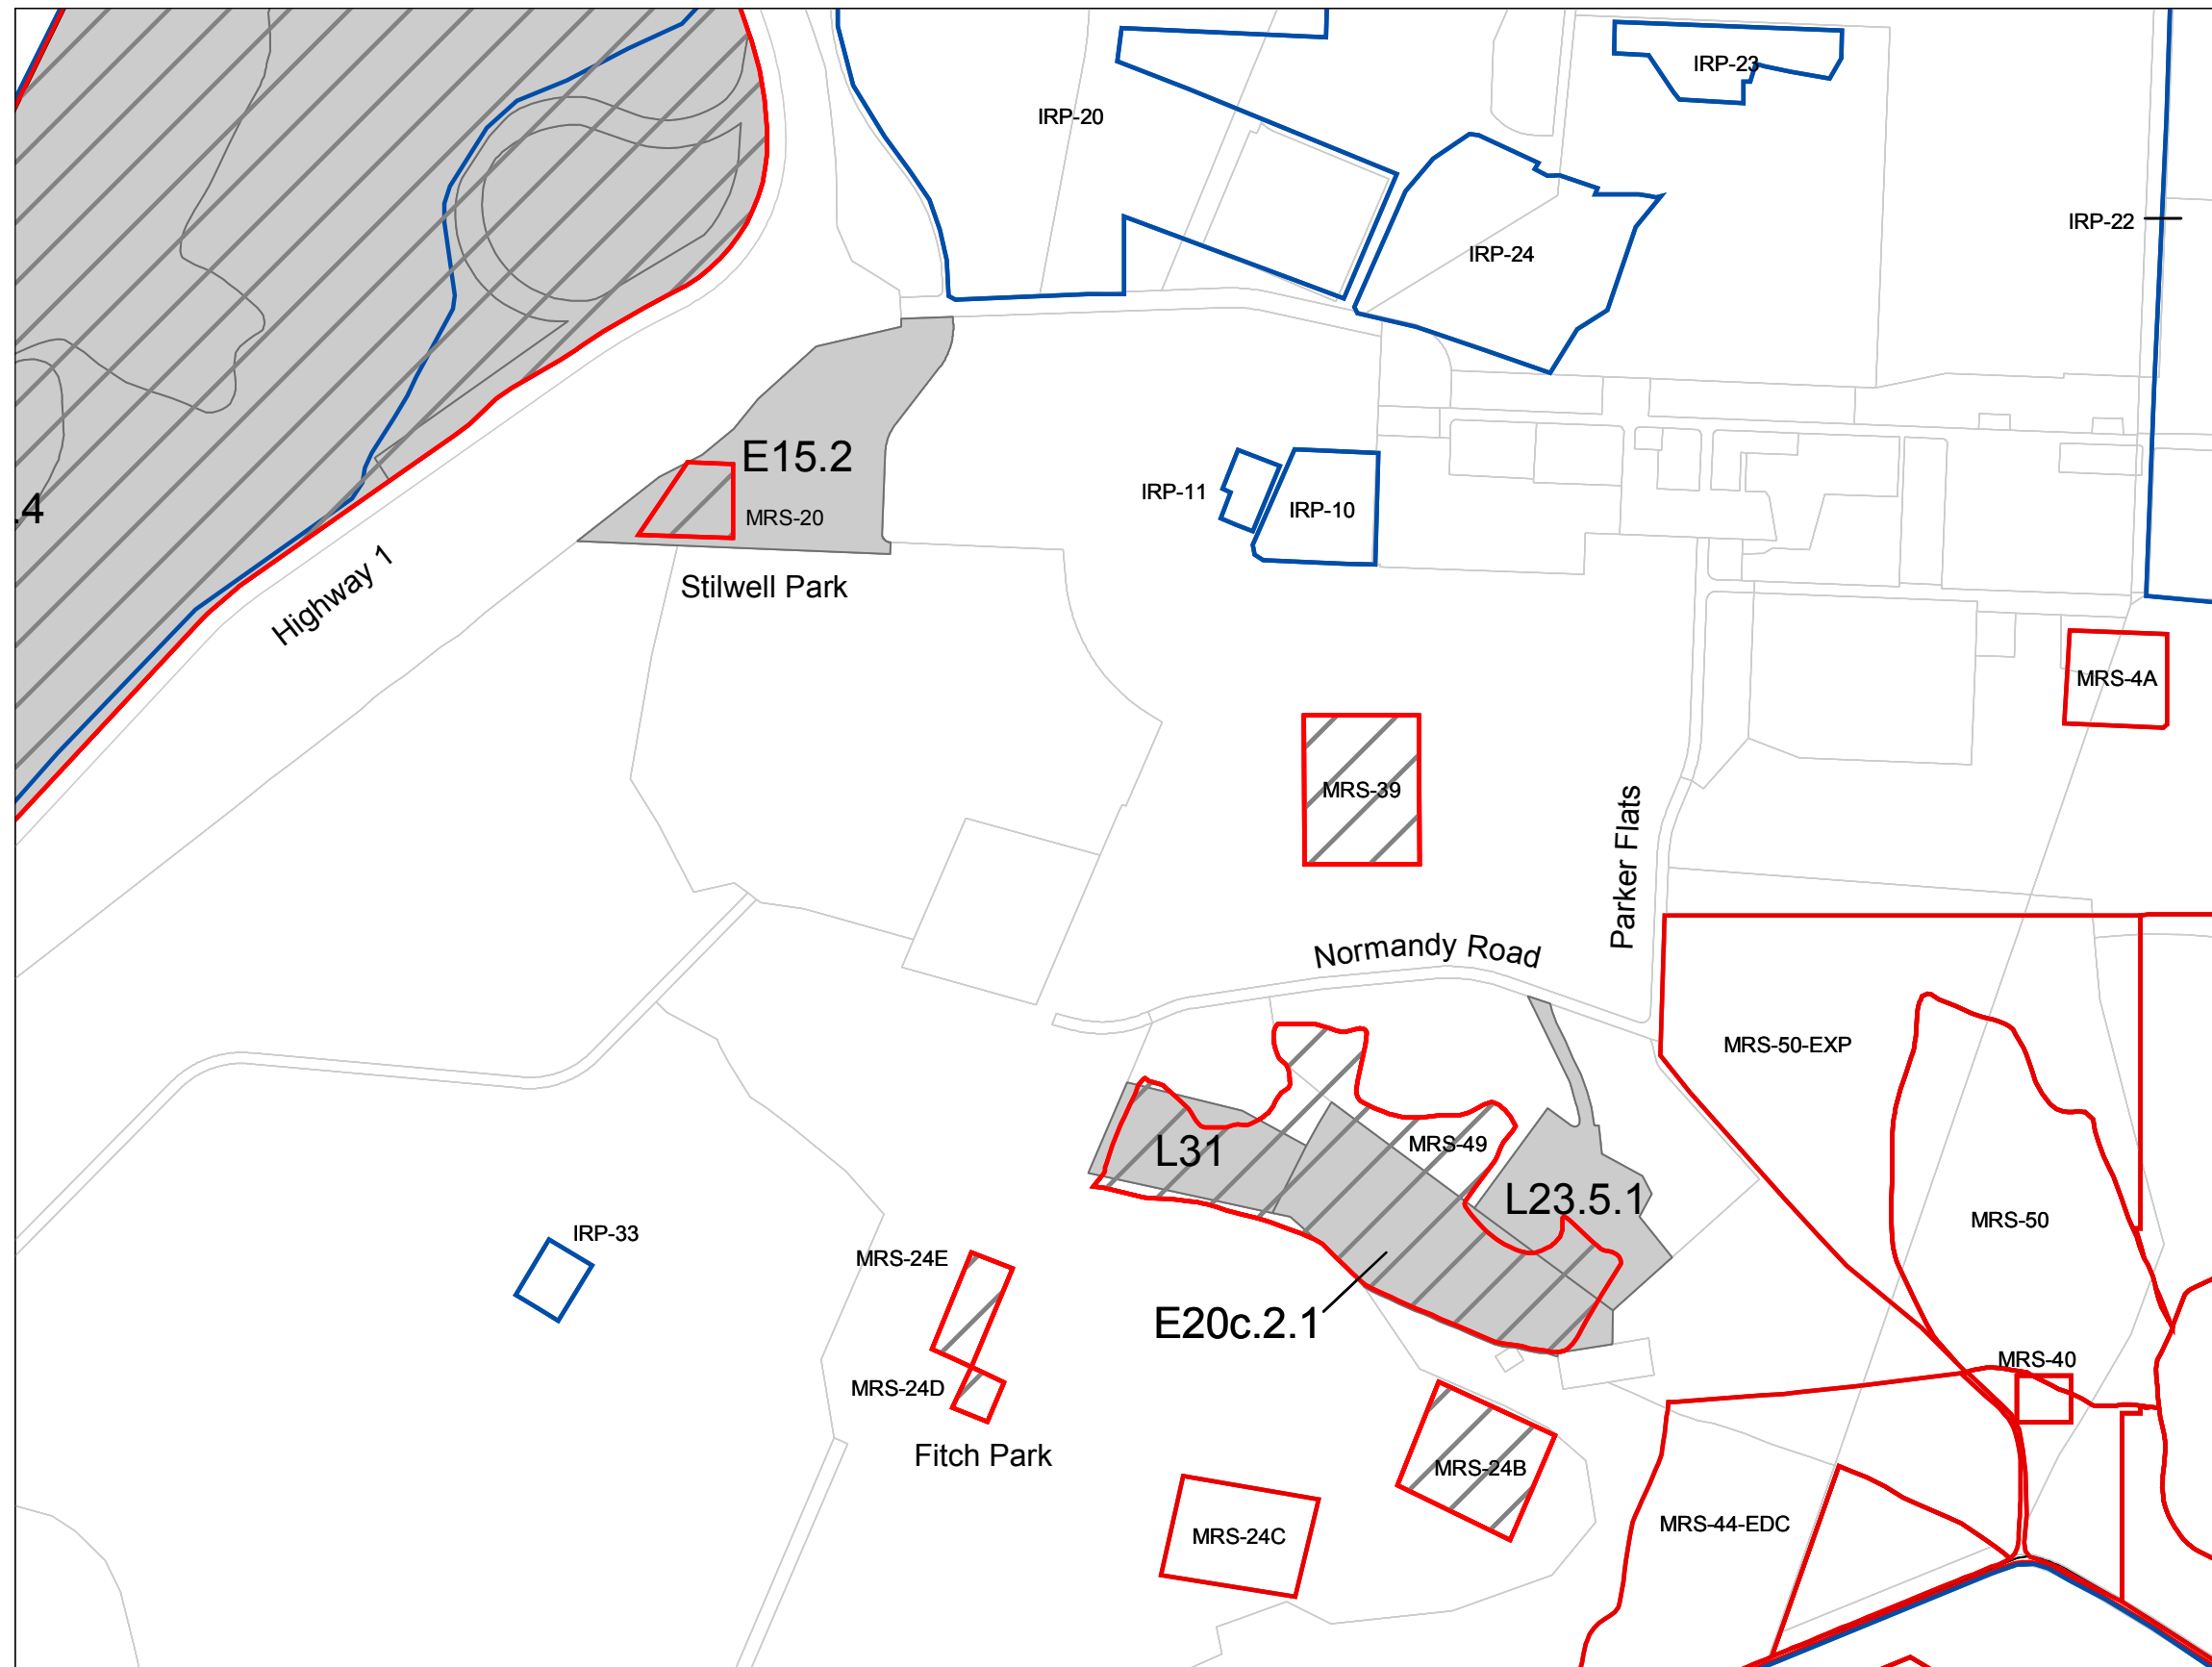 IRP-23
IRP-20
IRP-22
IRP-24
E15.2
IRP-11
IRP-10
.4
MRS-20
Highway 1
Stilwell Park
MRS-4A
MRS-39
Parker Flats
Normandy Road
MRS-50-EXP
L31
MRS-49
L23.5.1
MRS-50
IRP-33
MRS-24E
E20c.2.1
MRS-40
MRS-24D
Fitch Park
MRS-24B
MRS-24C
MRS-44-EDC